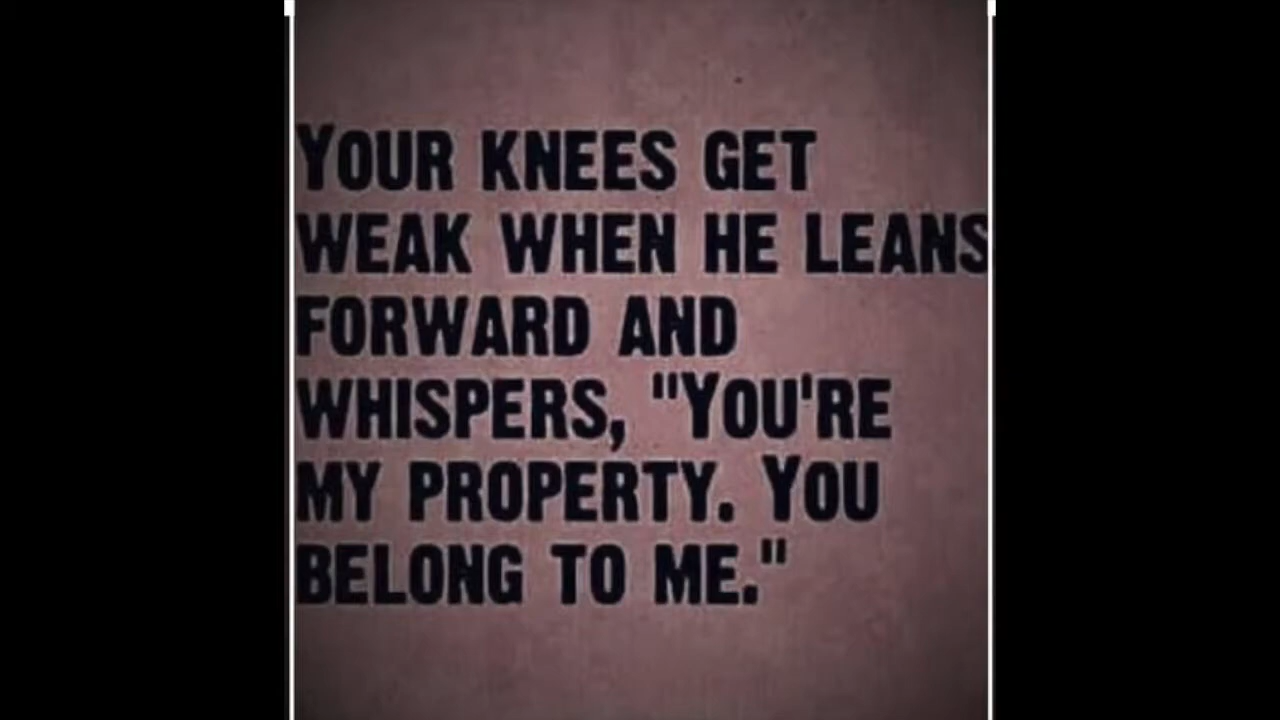 Your knees get
weak when he leans
forward and
whispers, "You're
my property. You
belong to me."